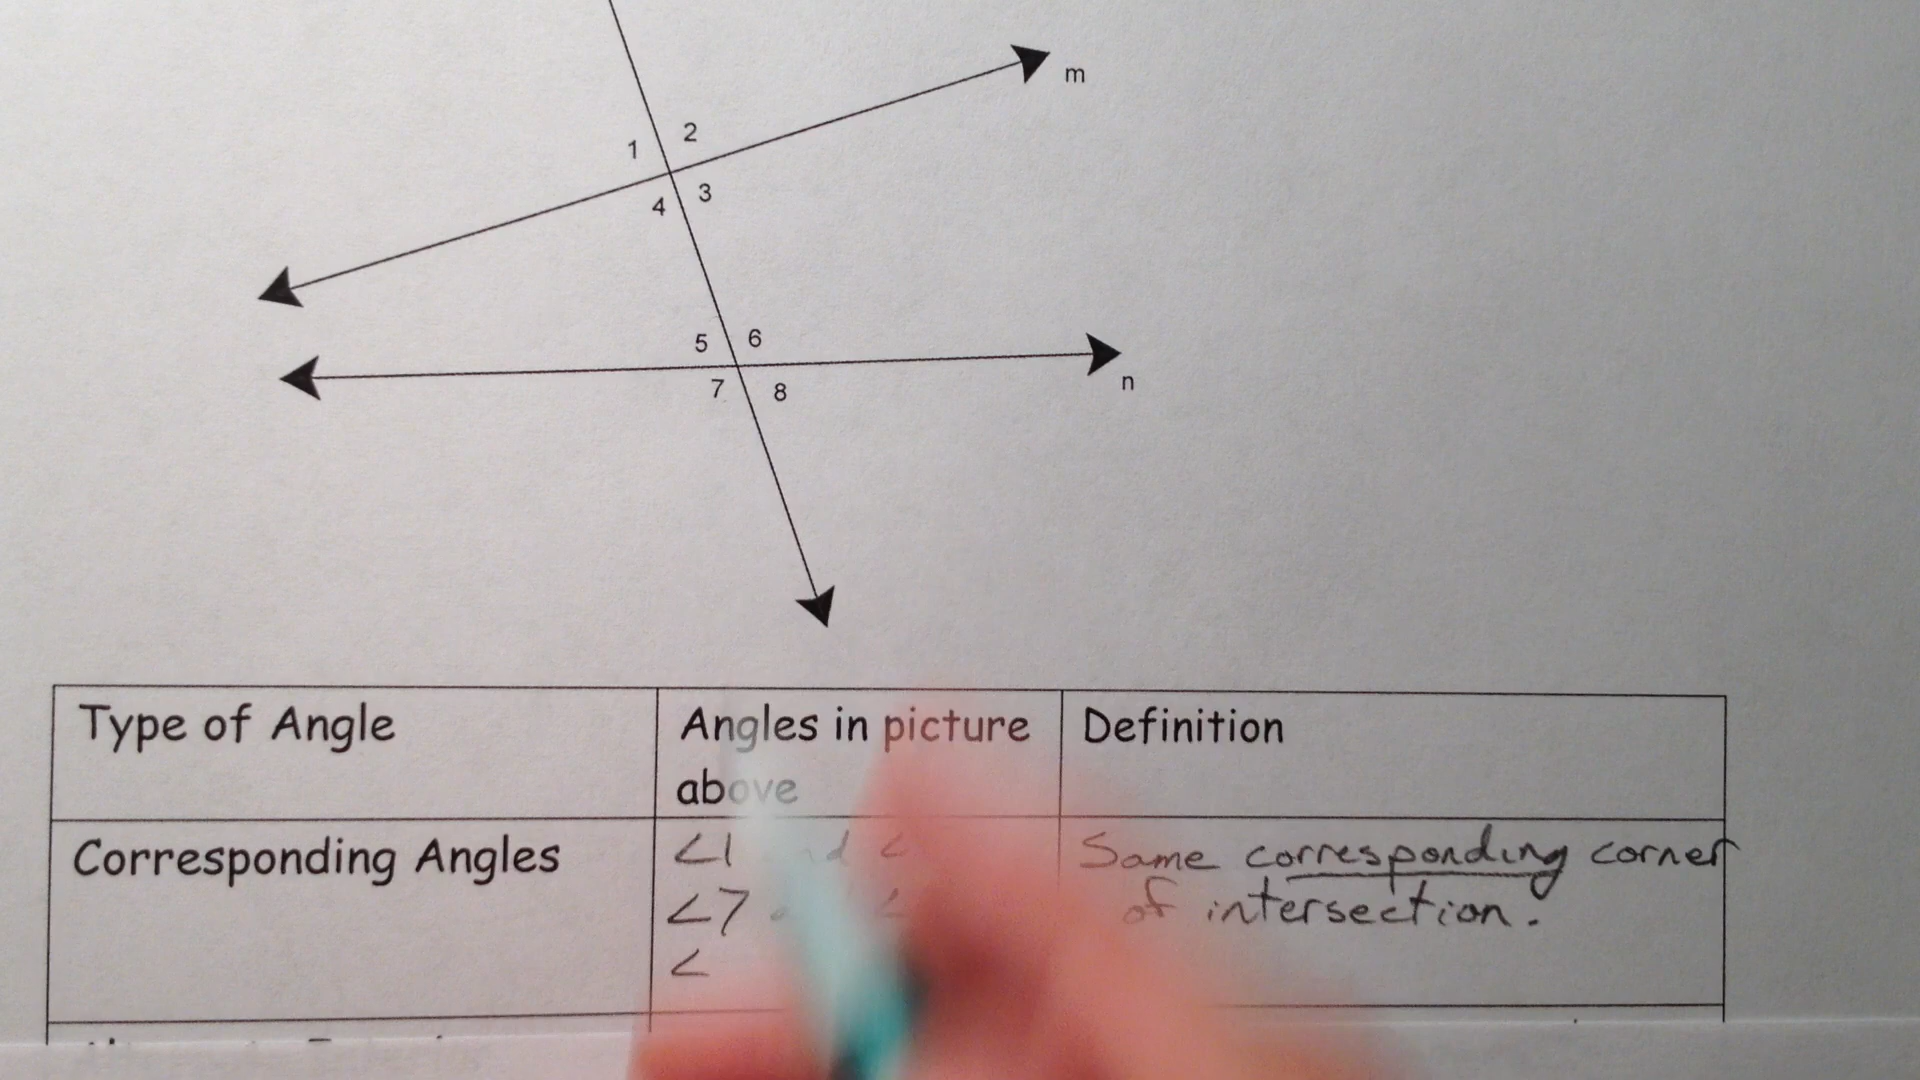 m
1 2
4 3
5 6
7 8
n
Type of Angle
Angles in picture
above
Definition
Corresponding Angles
∠1 ∠
∠7 ∠
∠
Same corresponding corner
of intersection.